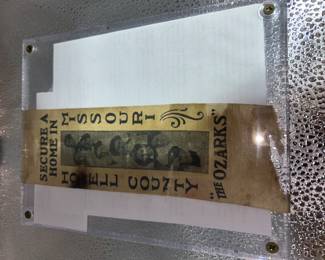 SECURE A
HOME IN
MISSOURI
HOWELL COUNTY
"THE OZARKS"